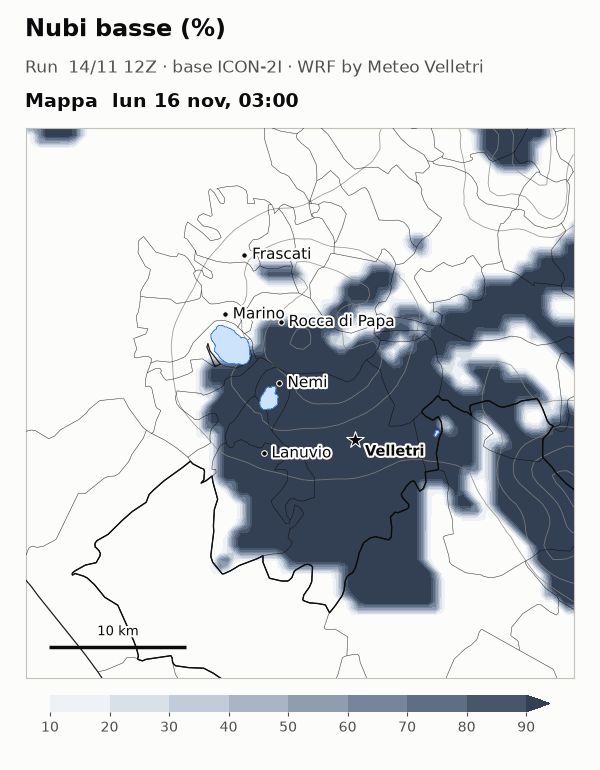 Nubi basse (%)
Run  14/11 12Z · base ICON-2I · WRF by Meteo Velletri
Mappa  lun 16 nov, 03:00
Frascati
Marino
Rocca di Papa
Nemi
Velletri
Lanuvio
10 km
10 20 30 40 50 60 70 80 90